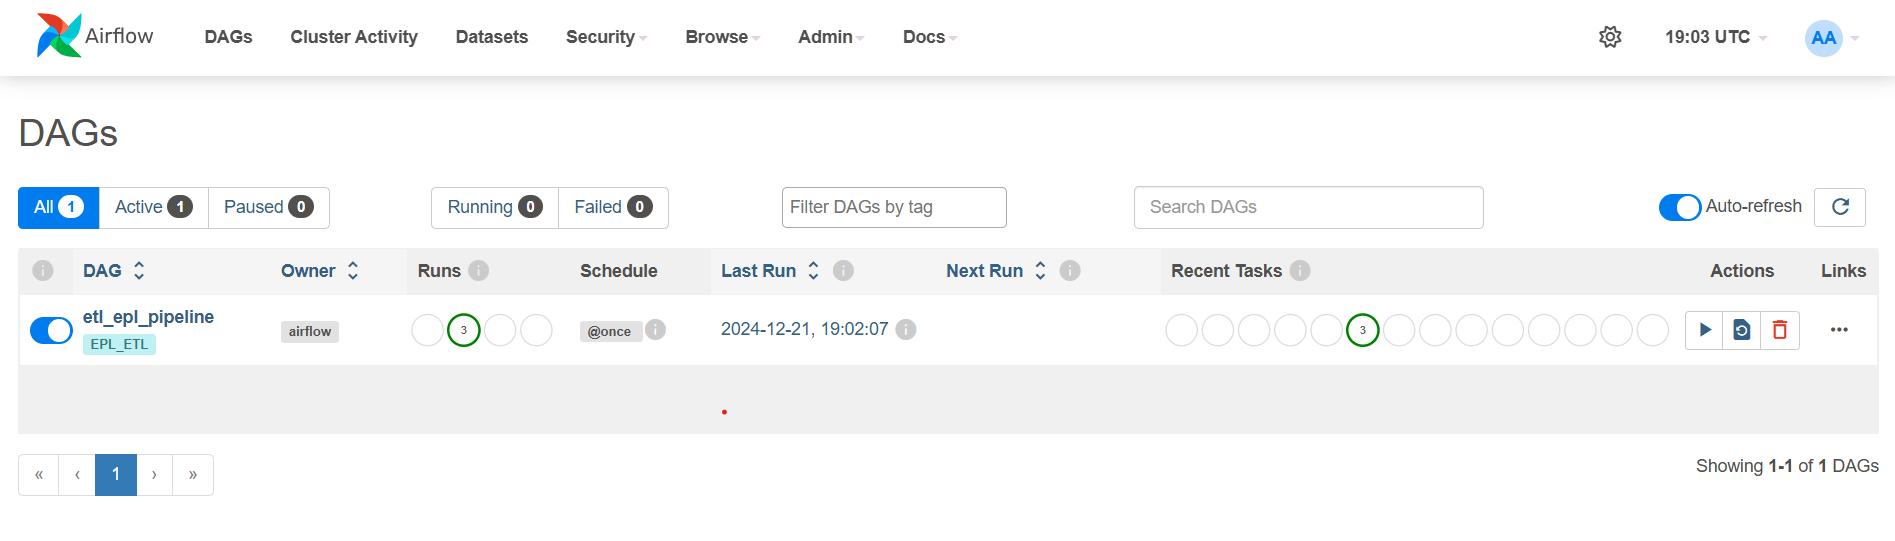 Airflow DAGs Cluster Activity Datasets Security Browse Admin Docs 19:03 UTC AA
DAGs
All 1 Active 1 Paused 0 Running 0 Failed 0 Filter DAGs by tag Search DAGs Auto-refresh
DAG Owner Runs Schedule Last Run Next Run Recent Tasks Actions Links
etl_epl_pipeline airflow 3 @once 2024-12-21, 19:02:07 3
EPL_ETL
« ‹ 1 › » Showing 1-1 of 1 DAGs